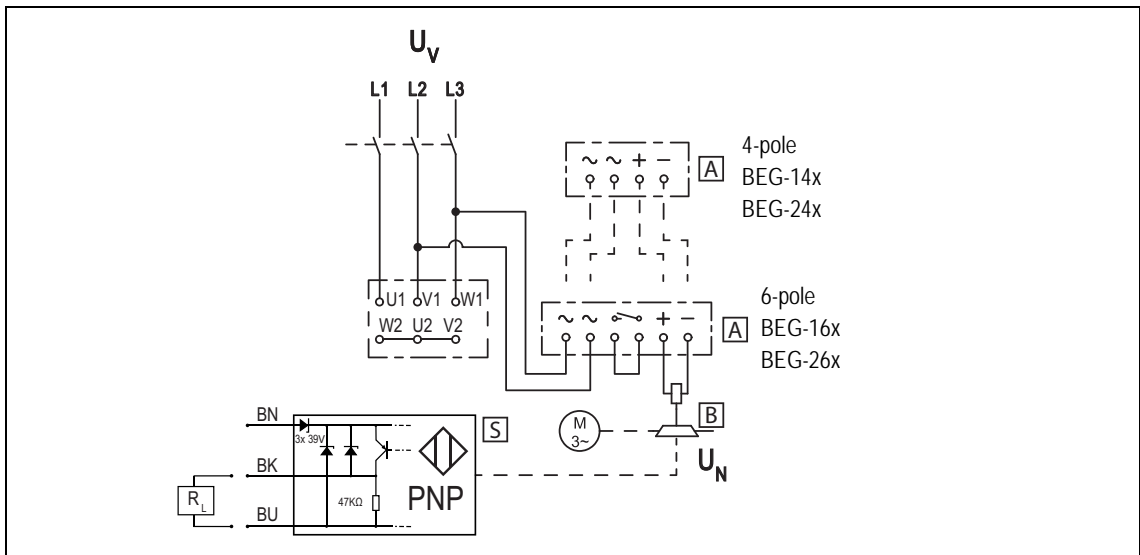 U_V
L1 L2 L3
4-pole
BEG-14x
BEG-24x
~ ~ + −
A
U1 V1 W1
W2 U2 V2
6-pole
BEG-16x
BEG-26x
~ ~ + −
A
BN
3x 39V
S
M
3~
B
U_N
BK
R_L
47KΩ
PNP
BU